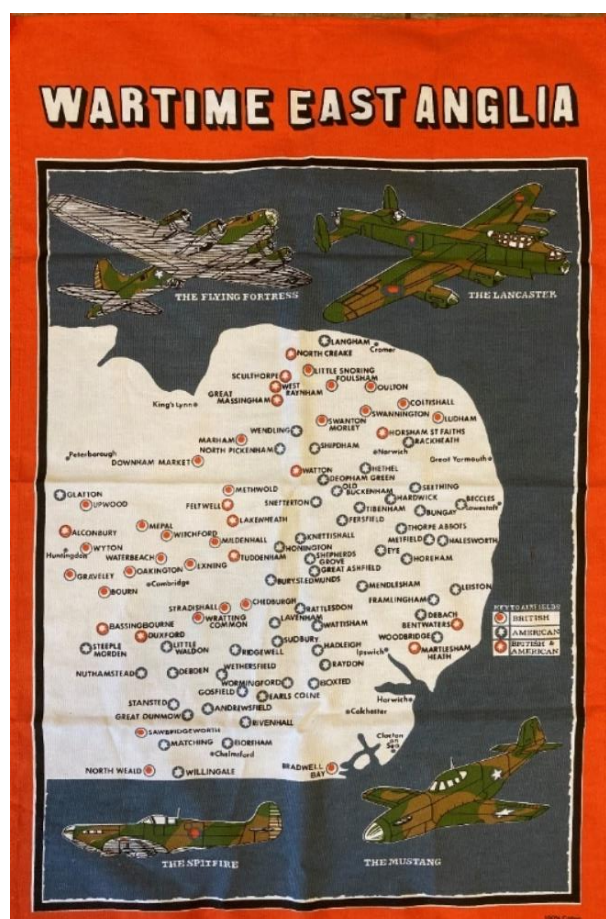 WARTIME EAST ANGLIA
THE FLYING FORTRESS
THE LANCASTER
LANGHAM
Cromer
NORTH CREAKE
LITTLE SNORING
SCULTHORPE
FOULSHAM
WEST
RAYNHAM
OULTON
GREAT
MASSINGHAM
King's Lynn
COLTISHALL
SWANNINGTON
LUDHAM
SWANTON
MORLEY
WENDLING
HORSHAM ST FAITHS
MARHAM
RACKHEATH
NORTH PICKENHAM
SHIPDHAM
Norwich
Peterborough
DOWNHAM MARKET
Great Yarmouth
WATTON
HETHEL
DEOPHAM GREEN
GLATTON
METHWOLD
OLD
BUCKENHAM
SEETHING
UPWOOD
FELTWELL
SNETTERTON
HARDWICK
BECCLES
Lowestoft
TIBENHAM
BUNGAY
LAKENHEATH
FERSFIELD
ALCONBURY
MEPAL
WITCHFORD
THORPE ABBOTS
MILDENHALL
KNETTISHALL
METFIELD
HALESWORTH
Huntingdon
WYTON
HONINGTON
EYE
WATERBEACH
TUDDENHAM
SHEPHERDS
GROVE
HOREHAM
GRAVELEY
OAKINGTON
LXNING
GREAT ASHFIELD
Cambridge
BURY ST. EDMUNDS
MENDLESHAM
LEISTON
BOURN
FRAMLINGHAM
STRADISHALL
CHEDBURGH
RATTLESDON
KEY TO AIRFIELDS
BRITISH
AMERICAN
BRITISH &
AMERICAN
WRATTING
COMMON
LAVENHAM
WATTISHAM
DEBACH
BENTWATERS
BASSINGBOURNE
DUXFORD
SUDBURY
WOODBRIDGE
STEEPLE
MORDEN
LITTLE
WALDON
RIDGEWELL
HADLEIGH
Ipswich
MARTLESHAM
HEATH
NUTHAMSTEAD
DEBDEN
WETHERSFIELD
RAYDON
WORMINGFORD
BOXTED
GOSFIELD
EARLS COLNE
Harwich
STANSTED
ANDREWSFIELD
Colchester
GREAT DUNMOW
RIVENHALL
SAWBRIDGEWORTH
MATCHING
BOREHAM
Clacton
on
Sea
Chelmsford
NORTH WEALD
WILLINGALE
BRADWELL
BAY
THE SPITFIRE
THE MUSTANG